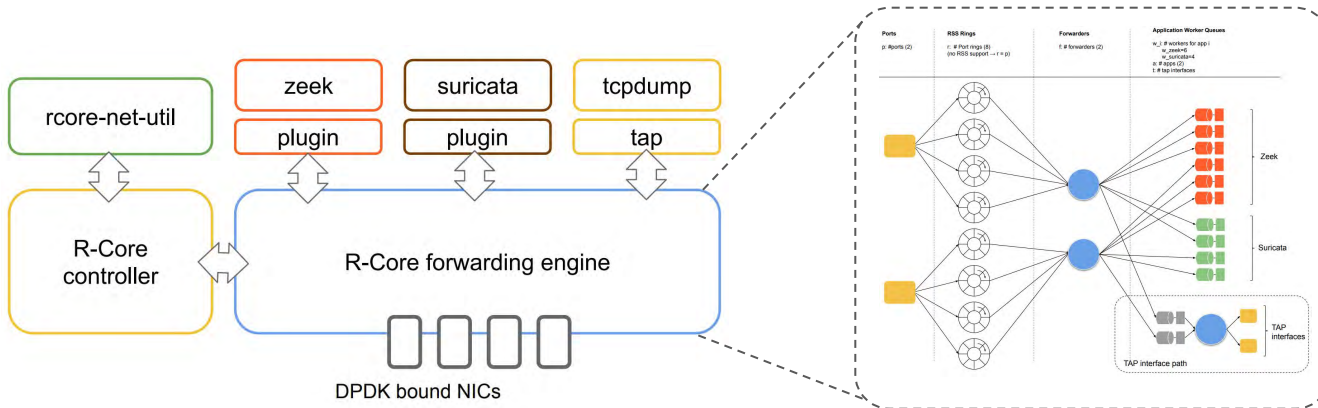 rcore-net-util
zeek
suricata
tcpdump
plugin
plugin
tap
R-Core
controller
R-Core forwarding engine
DPDK bound NICs
Ports
p: #ports (2)
RSS Rings
r: # Port rings (8)
(no RSS support → r = p)
Forwarders
f: # forwarders (2)
Application Worker Queues
w_i: # workers for app i
w_zeek=6
w_suricata=4
a: # apps (2)
t: # tap interfaces
Zeek
Suricata
TAP
interfaces
TAP interface path